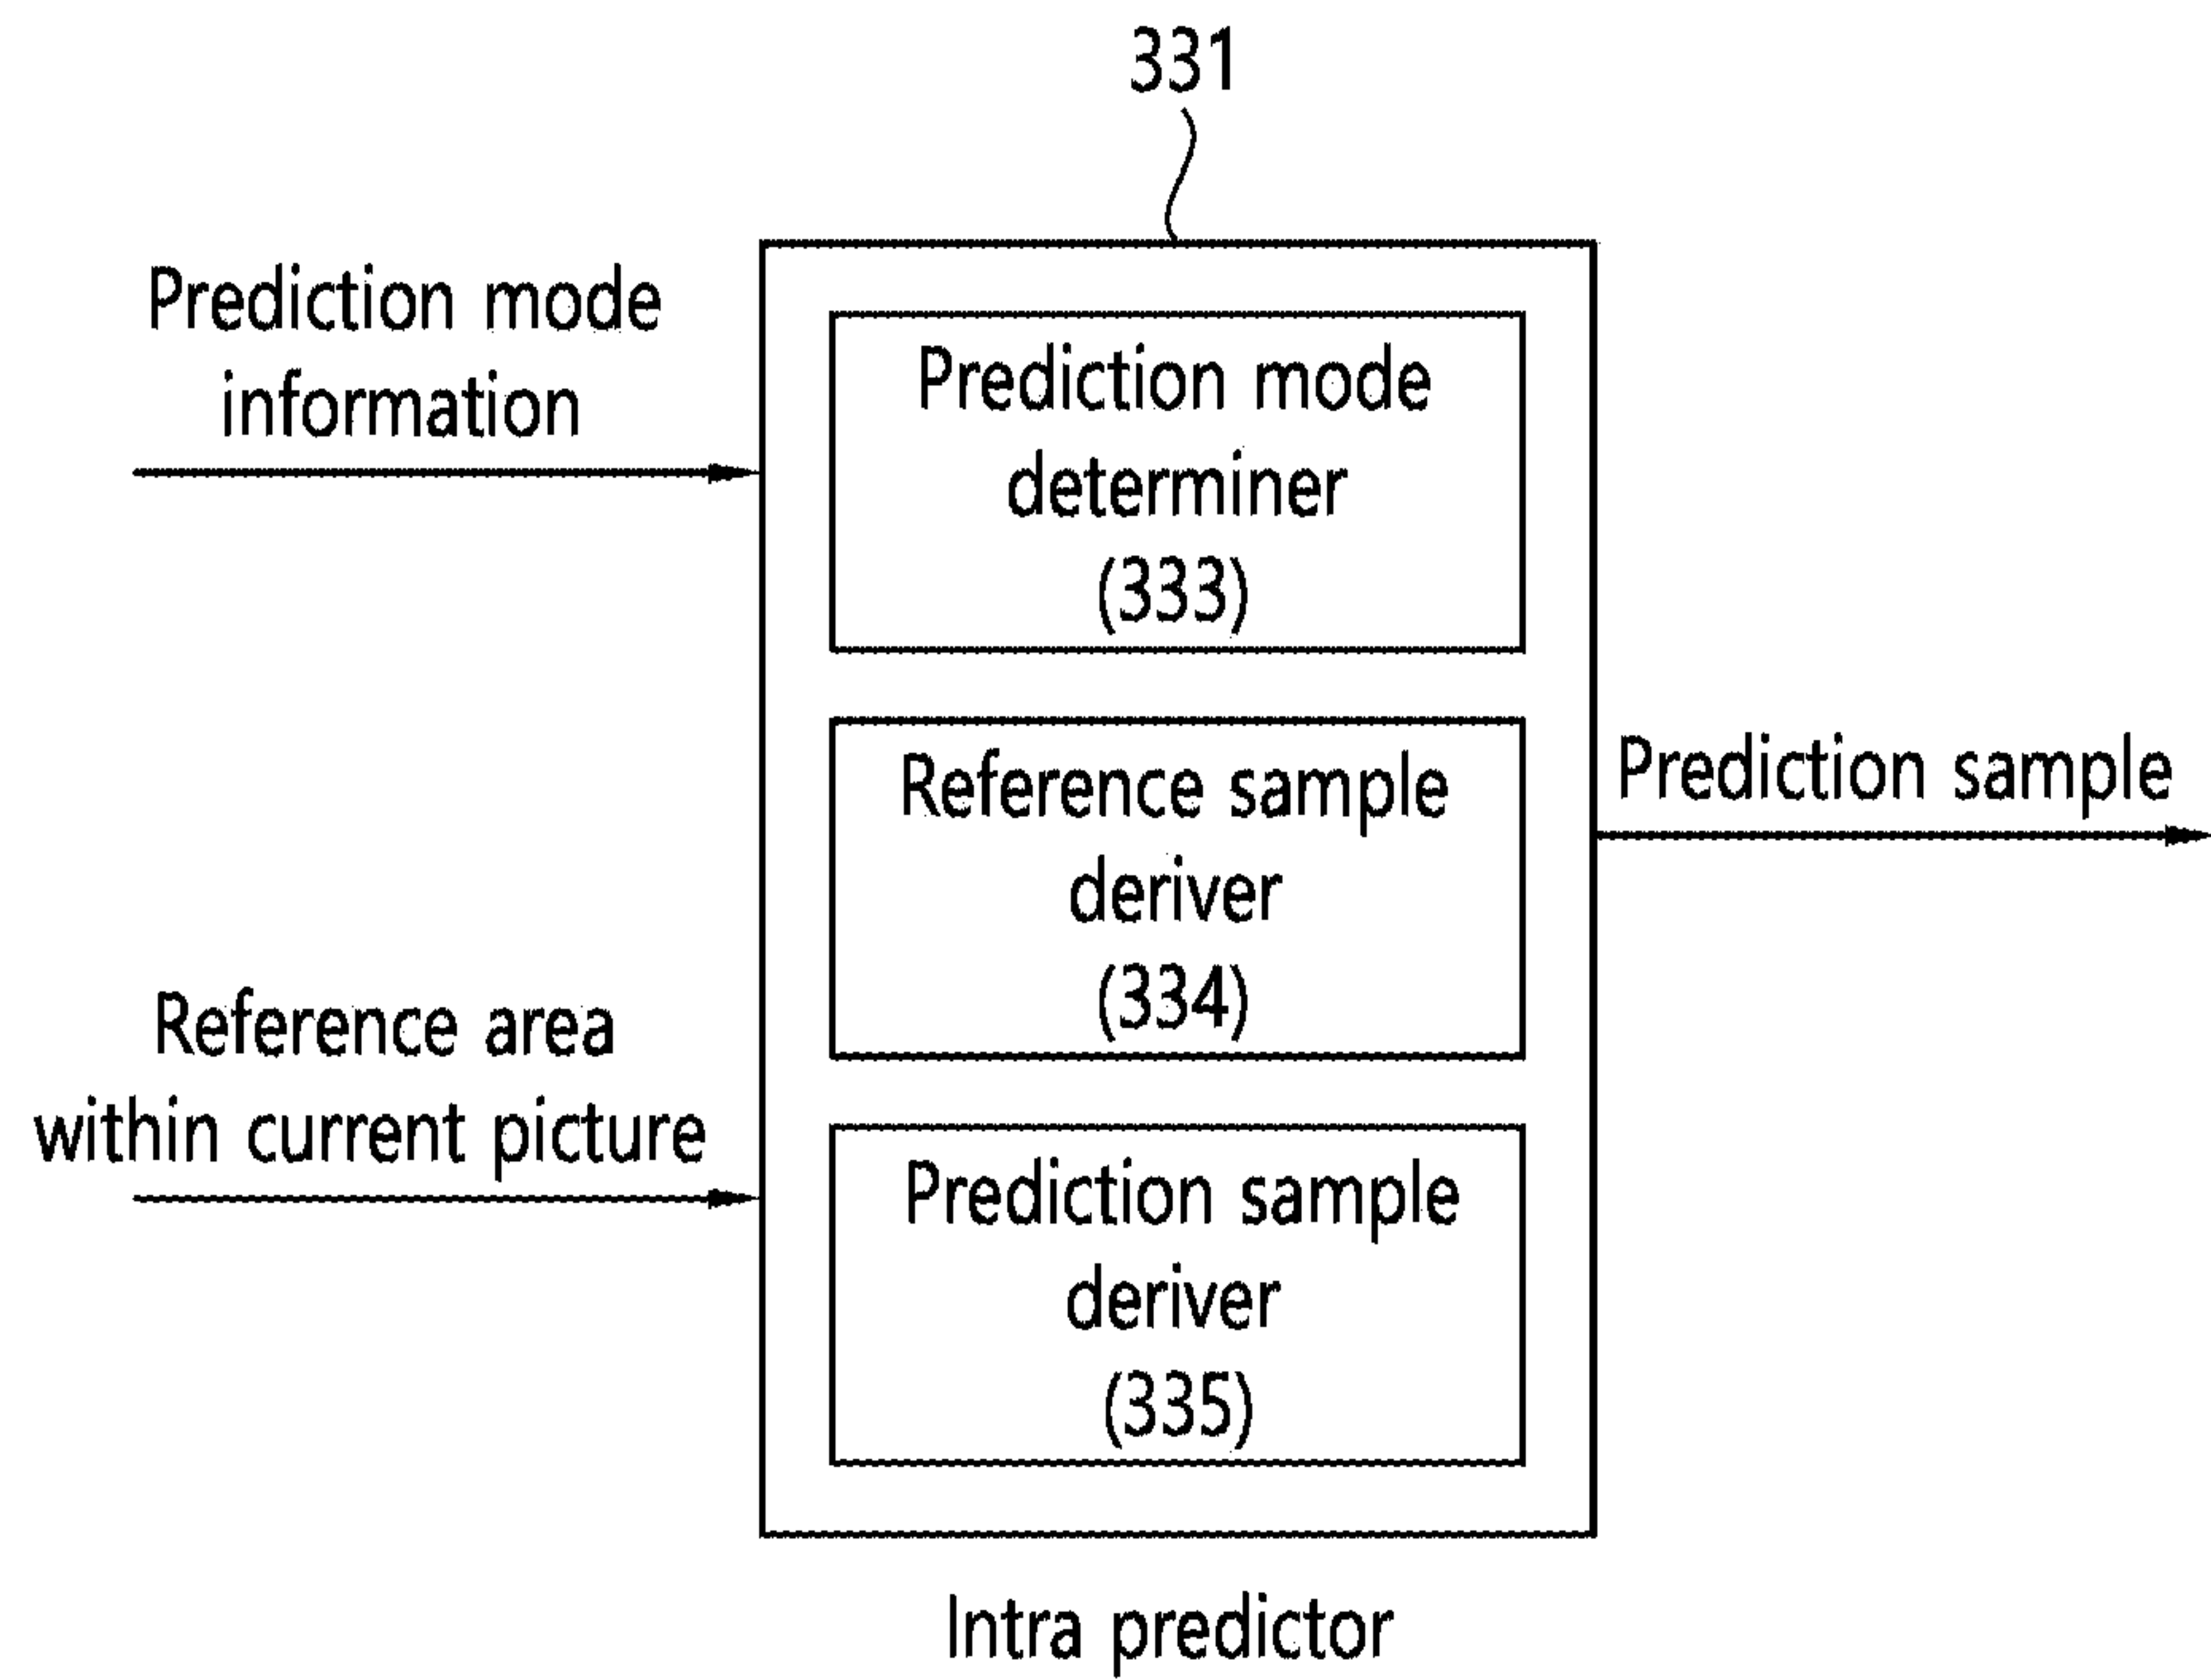 331
Prediction mode
information
Prediction mode
determiner
(333)
Reference sample
deriver
(334)
Prediction sample
Reference area
within current picture
Prediction sample
deriver
(335)
Intra predictor